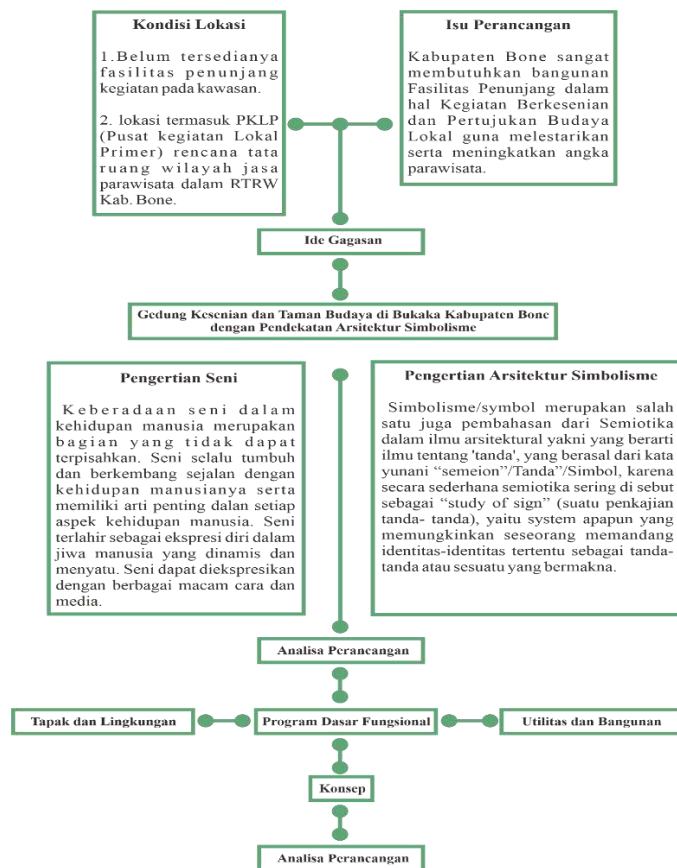 Kondisi Lokasi
1.Belum tersedianya
fasilitas penunjang
kegiatan pada kawasan.
2. lokasi termasuk PKLP
(Pusat kegiatan Lokal
Primer) rencana tata
ruang wilayah jasa
parawisata dalam RTRW
Kab. Bone.
Isu Perancangan
Kabupaten Bone sangat
membutuhkan bangunan
Fasilitas Penunjang dalam
hal Kegiatan Berkesenian
dan Pertujukan Budaya
Lokal guna melestarikan
serta meningkatkan angka
parawisata.
Ide Gagasan
Gedung Kesenian dan Taman Budaya di Bukaka Kabupaten Bone
dengan Pendekatan Arsitektur Simbolisme
Pengertian Seni
Keberadaan seni dalam
kehidupan manusia merupakan
bagian yang tidak dapat
terpisahkan. Seni selalu tumbuh
dan berkembang sejalan dengan
kehidupan manusianya serta
memiliki arti penting dalan setiap
aspek kehidupan manusia. Seni
terlahir sebagai ekspresi diri dalam
jiwa manusia yang dinamis dan
menyatu. Seni dapat diekspresikan
dengan berbagai macam cara dan
media.
Pengertian Arsitektur Simbolisme
Simbolisme/symbol merupakan salah
satu juga pembahasan dari Semiotika
dalam ilmu arsitektural yakni yang berarti
ilmu tentang 'tanda', yang berasal dari kata
yunani "semeion"/Tanda"/Simbol, karena
secara sederhana semiotika sering di sebut
sebagai “study of sign” (suatu penkajian
tanda- tanda), yaitu system apapun yang
memungkinkan seseorang memandang
identitas-identitas tertentu sebagai tanda-
tanda atau sesuatu yang bermakna.
Analisa Perancangan
Tapak dan Lingkungan
Program Dasar Fungsional
Utilitas dan Bangunan
Konsep
Analisa Perancangan